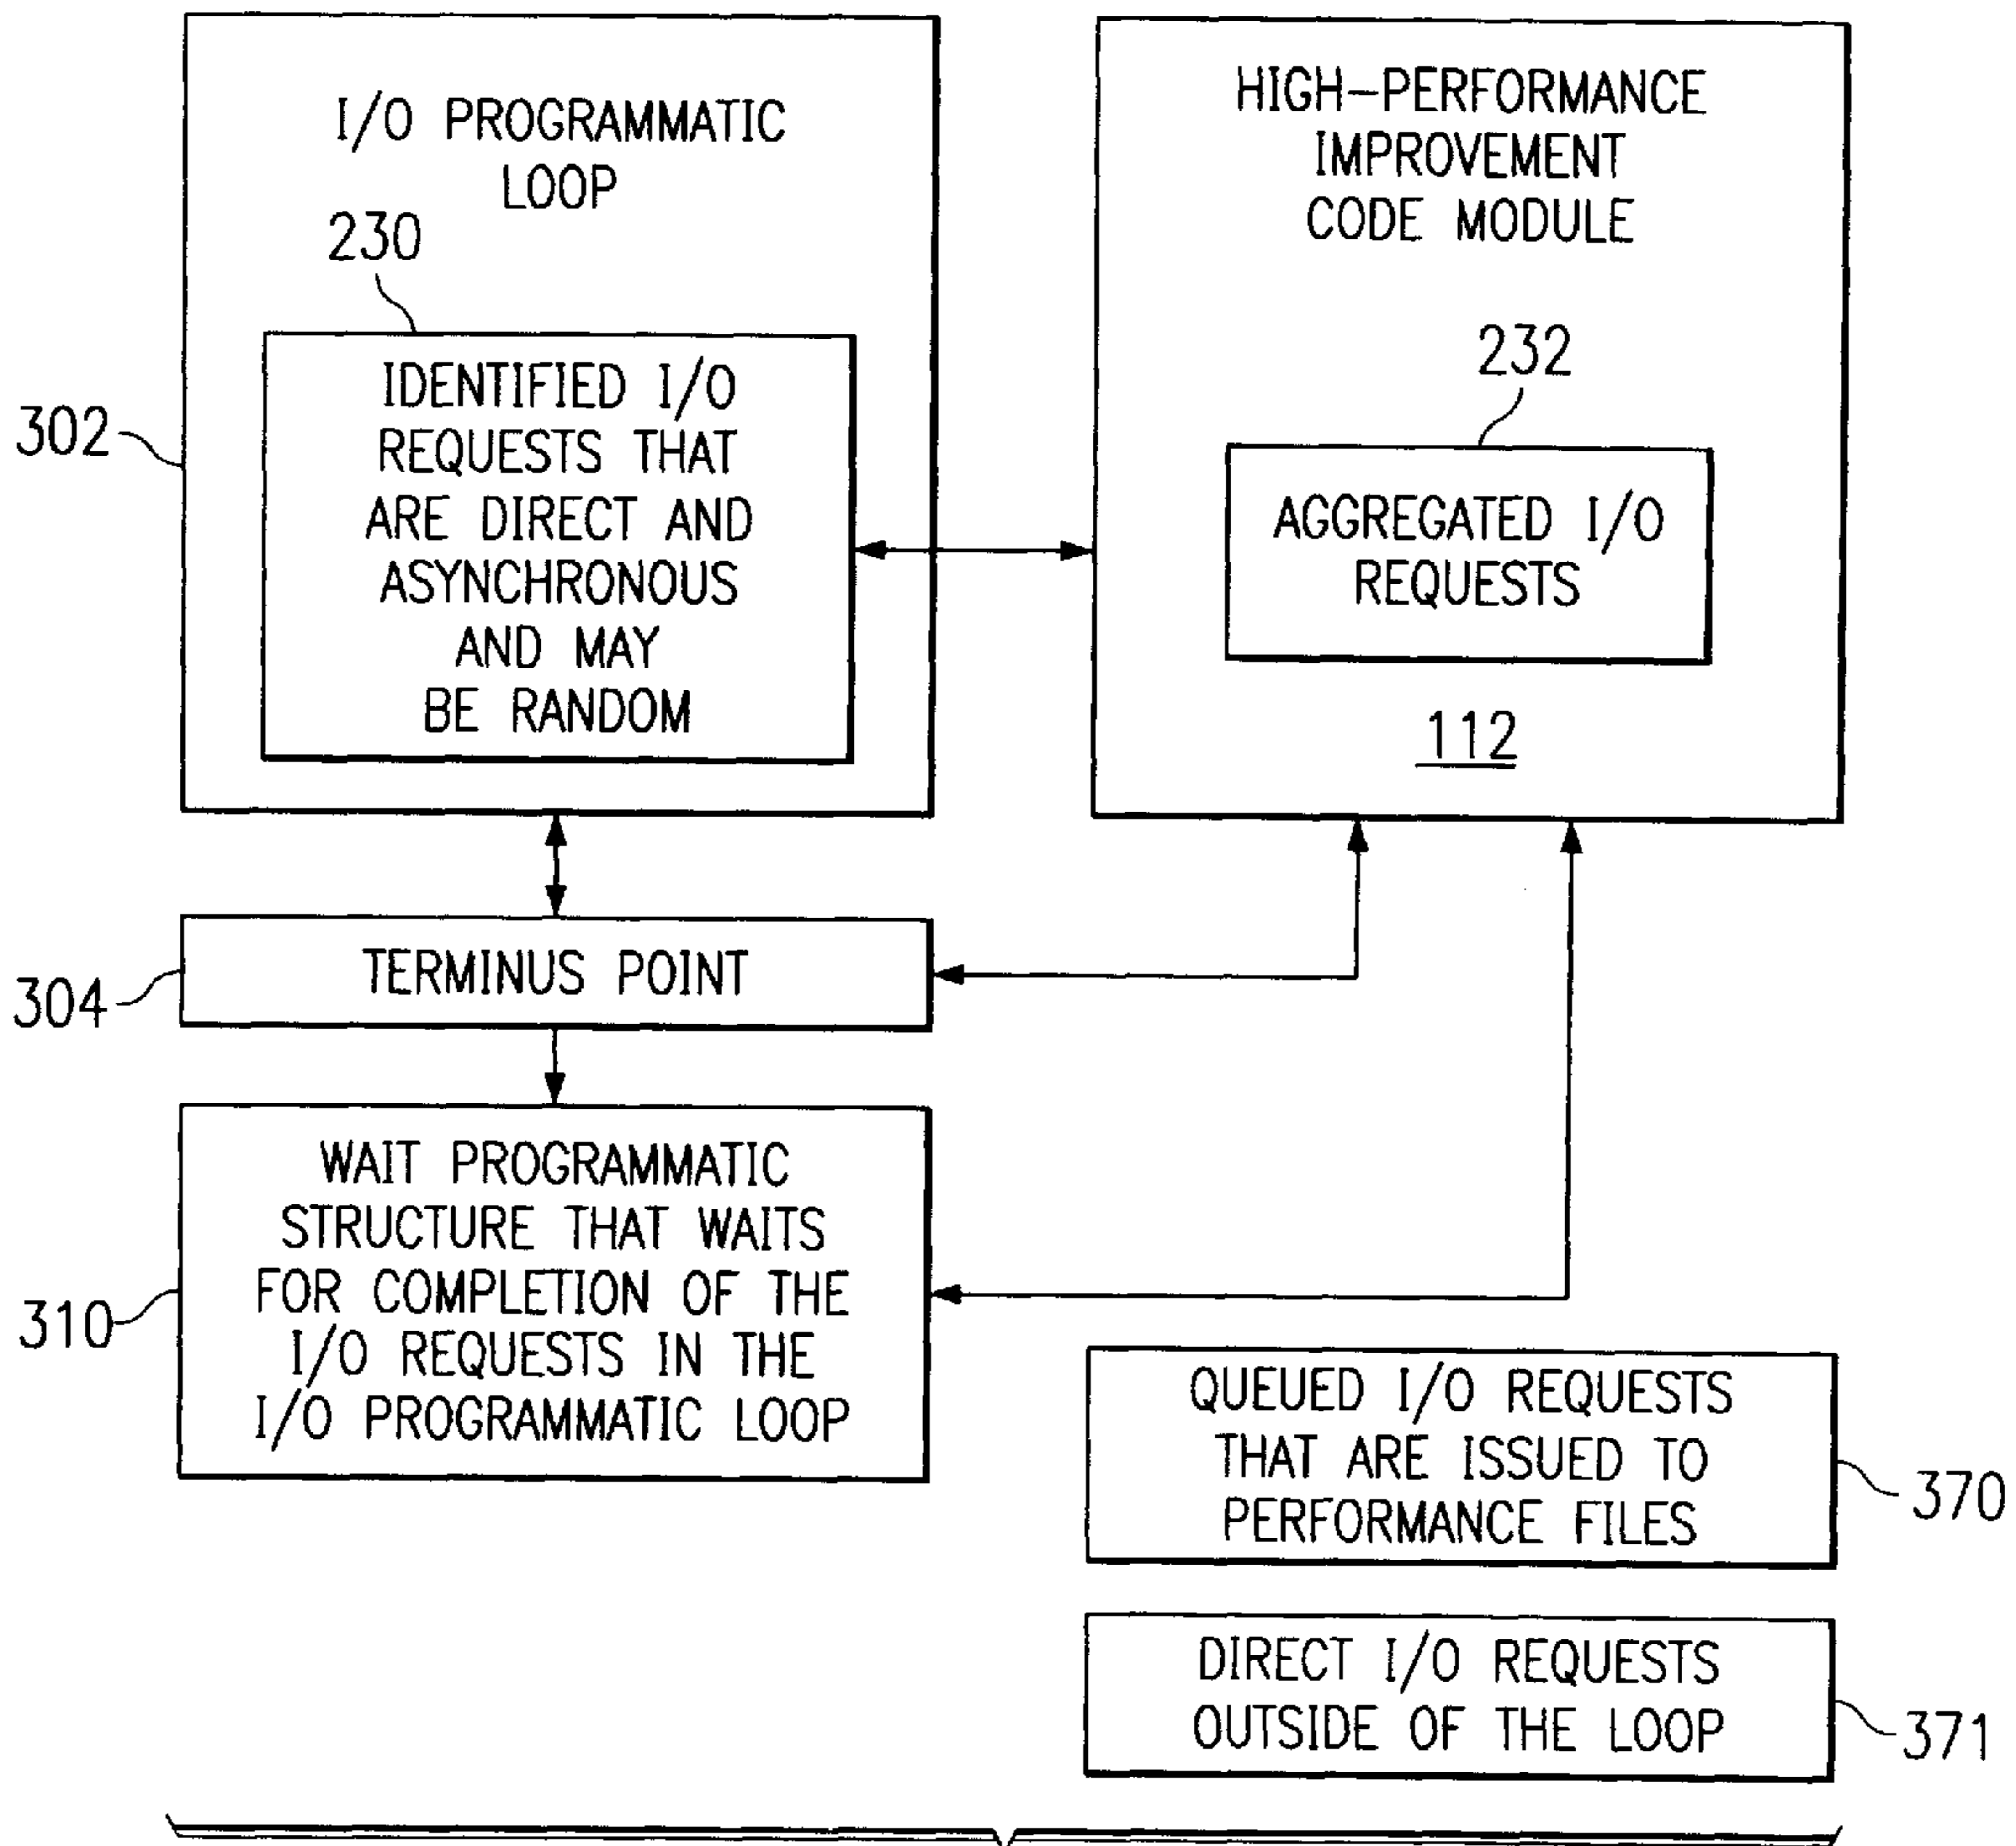 I/O PROGRAMMATIC
LOOP
230
IDENTIFIED I/O
REQUESTS THAT
ARE DIRECT AND
ASYNCHRONOUS
AND MAY
BE RANDOM
302
HIGH-PERFORMANCE
IMPROVEMENT
CODE MODULE
232
AGGREGATED I/O
REQUESTS
112
TERMINUS POINT
304
WAIT PROGRAMMATIC
STRUCTURE THAT WAITS
FOR COMPLETION OF THE
I/O REQUESTS IN THE
I/O PROGRAMMATIC LOOP
310
QUEUED I/O REQUESTS
THAT ARE ISSUED TO
PERFORMANCE FILES
370
DIRECT I/O REQUESTS
OUTSIDE OF THE LOOP
371